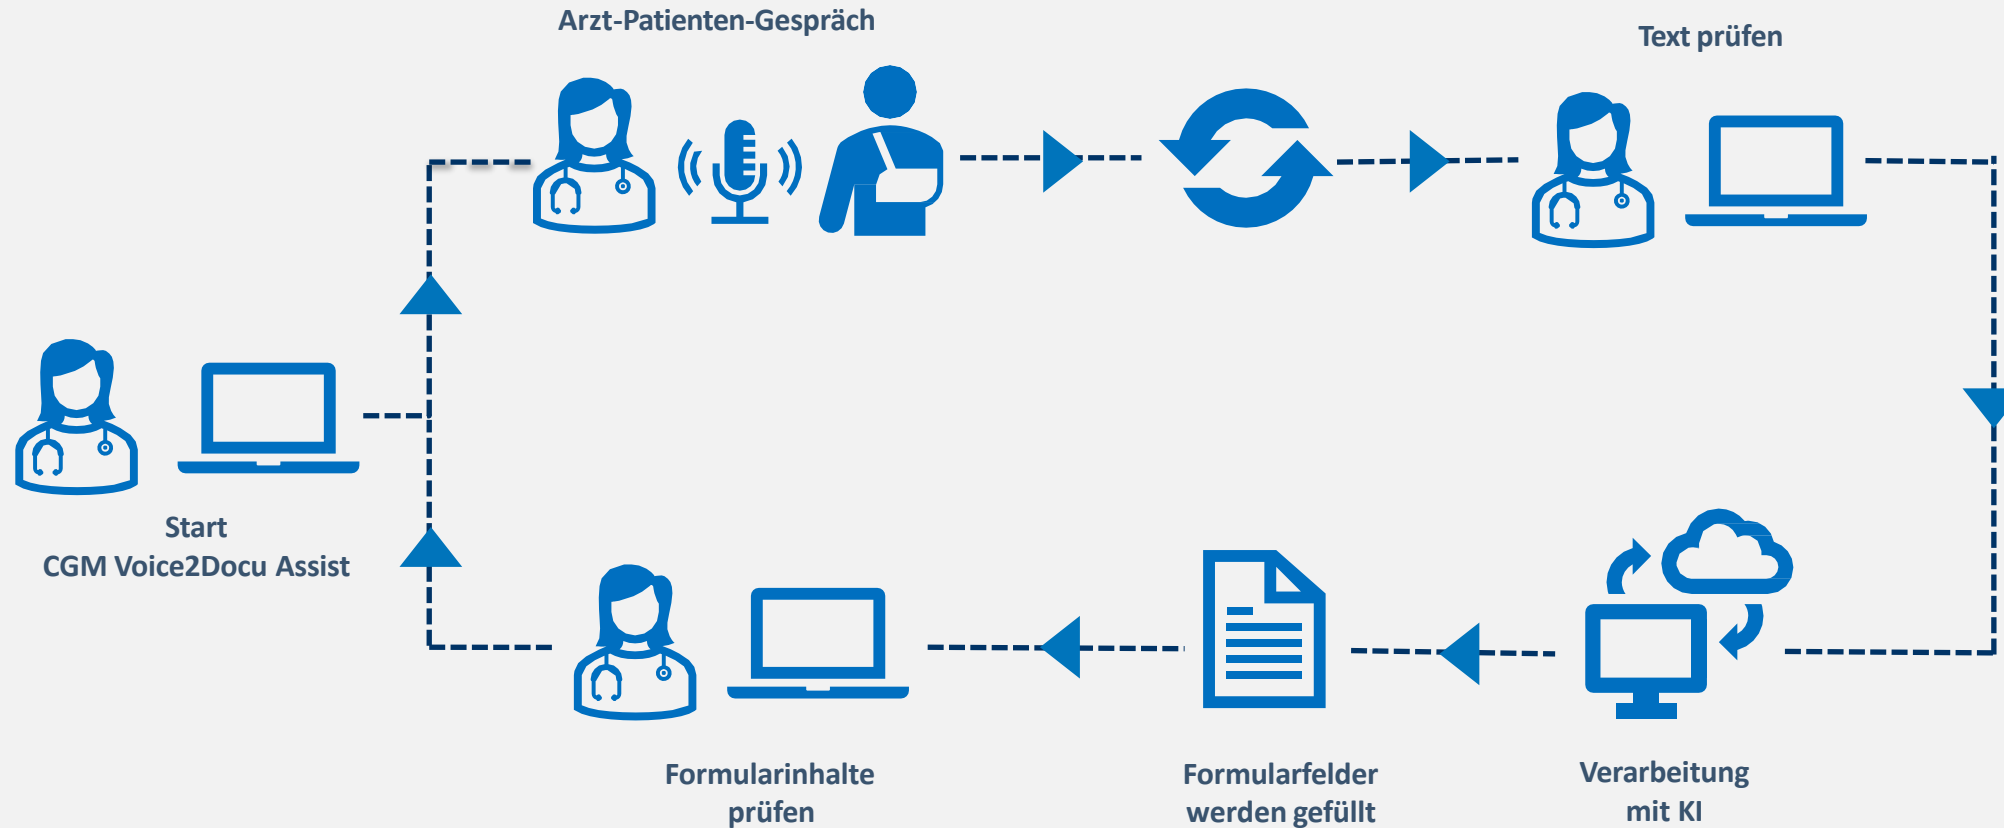 Arzt-Patienten-Gespräch
Text prüfen
Start
CGM Voice2Docu Assist
Formularinhalte
prüfen
Formularfelder
werden gefüllt
Verarbeitung
mit KI